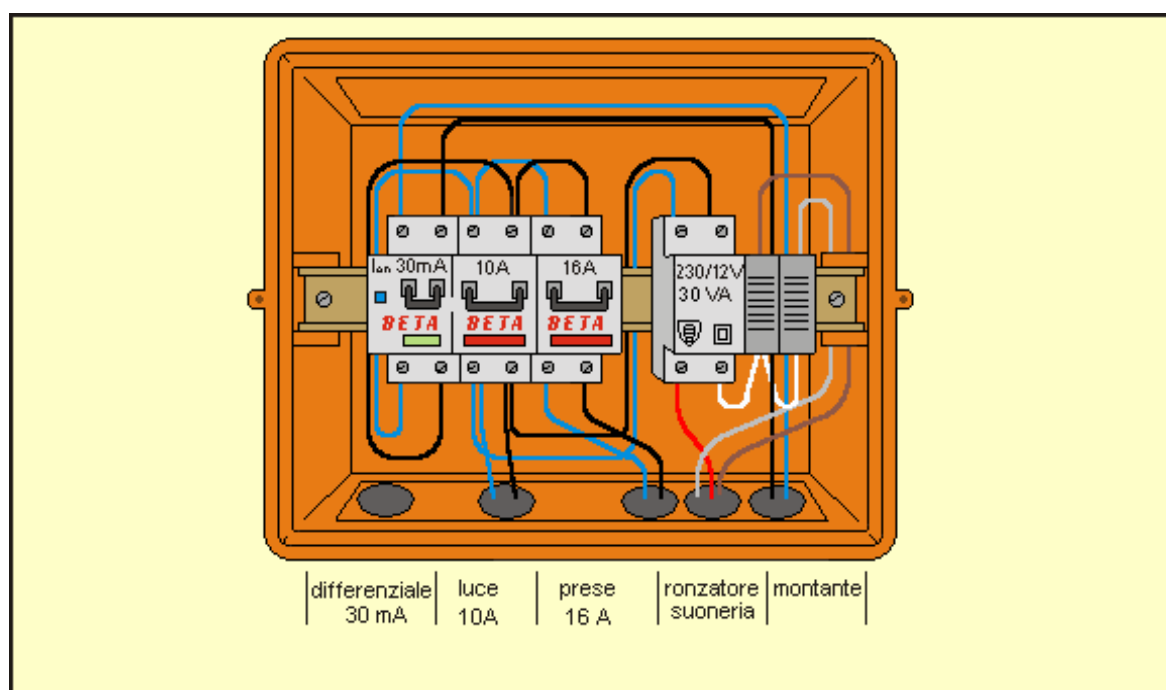 Iₐₙ 30mA
10A
16A
230/12V
30 VA
BETA
BETA
BETA
differenziale
30 mA
luce
10A
prese
16 A
ronzatore
suoneria
montante